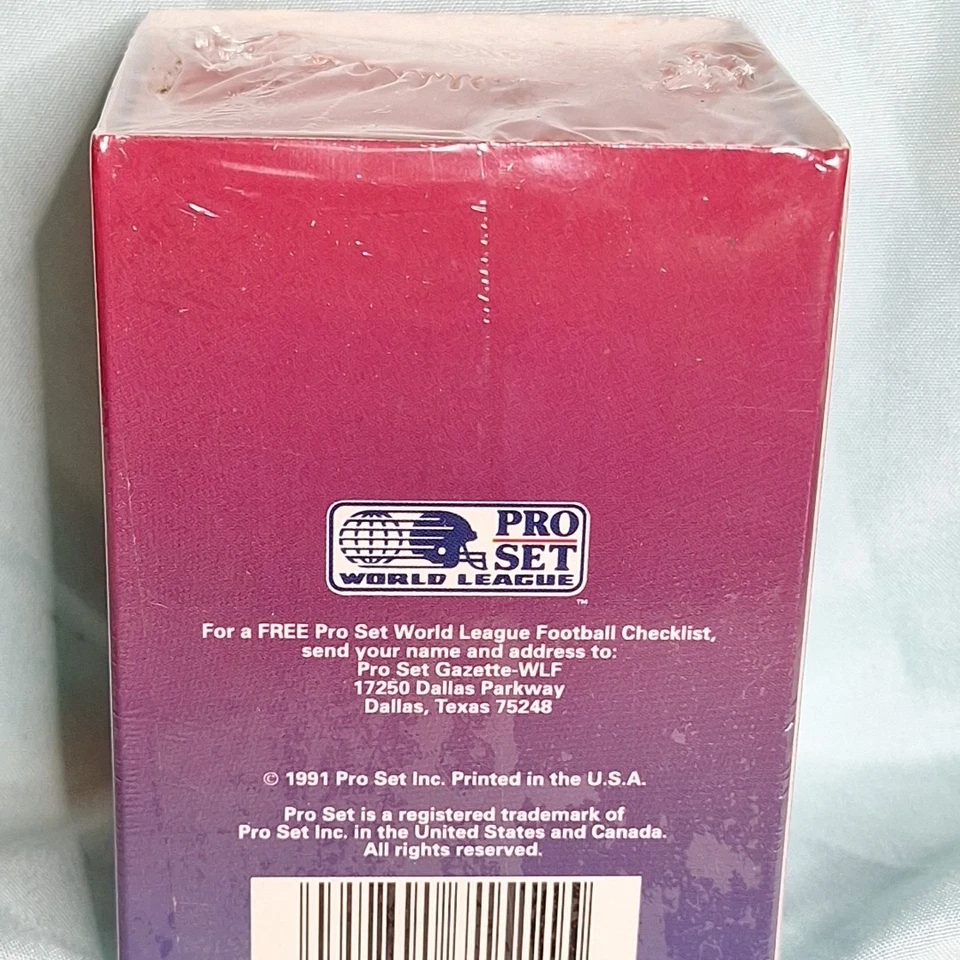 PRO
SET
WORLD LEAGUE
™
For a FREE Pro Set World League Football Checklist,
send your name and address to:
Pro Set Gazette-WLF
17250 Dallas Parkway
Dallas, Texas 75248
© 1991 Pro Set Inc. Printed in the U.S.A.
Pro Set is a registered trademark of
Pro Set Inc. in the United States and Canada.
All rights reserved.